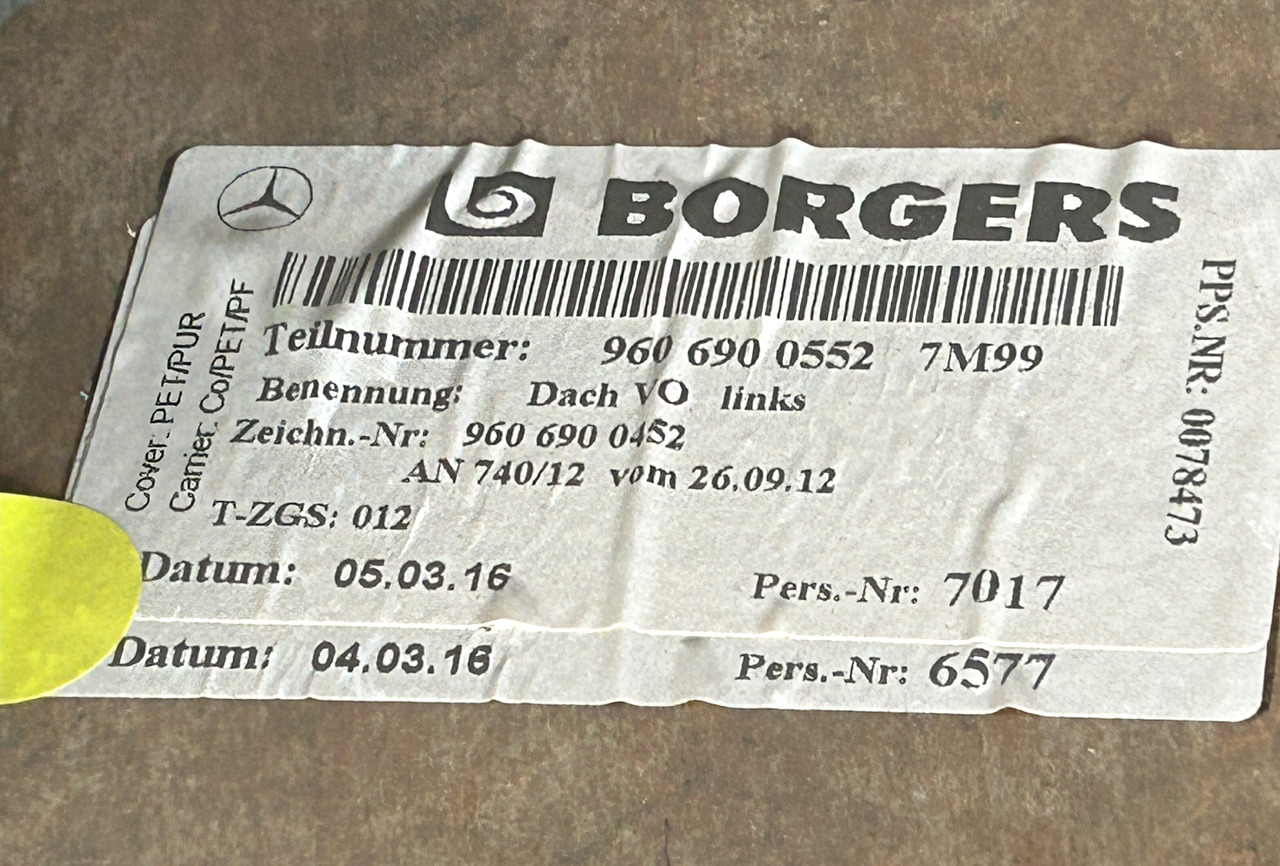 BORGERS
Teilnummer: 960 690 0552 7M99
Benennung: Dach VO links
Zeichn.-Nr: 960 690 0452
AN 740/12 vom 26.09.12
T-ZGS: 012
Datum: 05.03.16 Pers.-Nr: 7017
Datum: 04.03.16 Pers.-Nr: 6577
Cover: PET/PUR
Carrier: Co/PET/PF
PPS.NR: 0078473